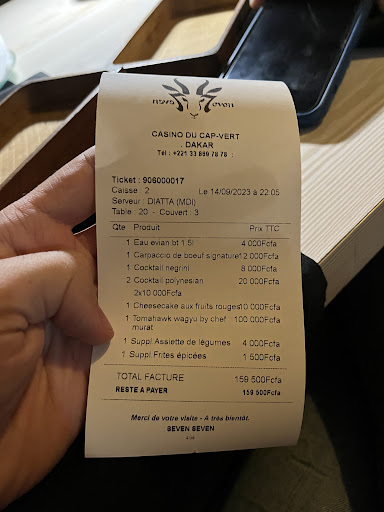 seven seven
CASINO DU CAP-VERT
DAKAR
Tél : +221 33 889 78 78 :
Ticket : 906000017
Caisse : 2 Le 14/09/2023 à 22:05
Serveur : DIATTA (MDI)
Table : 20 - Couvert : 3
Qte Produit Prix TTC
1 Eau evian bt 1.5l 4 000Fcfa
1 Carpaccio de boeuf signature 12 000Fcfa
1 Cocktail negrini 8 000Fcfa
2 Cocktail polynesian 20 000Fcfa
2x10 000Fcfa
1 Cheesecake aux fruits rouges 10 000Fcfa
1 Tomahawk wagyu by chef 100 000Fcfa
murat
1 Suppl.Assiette de légumes 4 000Fcfa
1 Suppl.Frites épicées 1 500Fcfa
TOTAL FACTURE 159 500Fcfa
RESTE A PAYER 159 500Fcfa
Merci de votre visite - A très bientôt.
SEVEN SEVEN